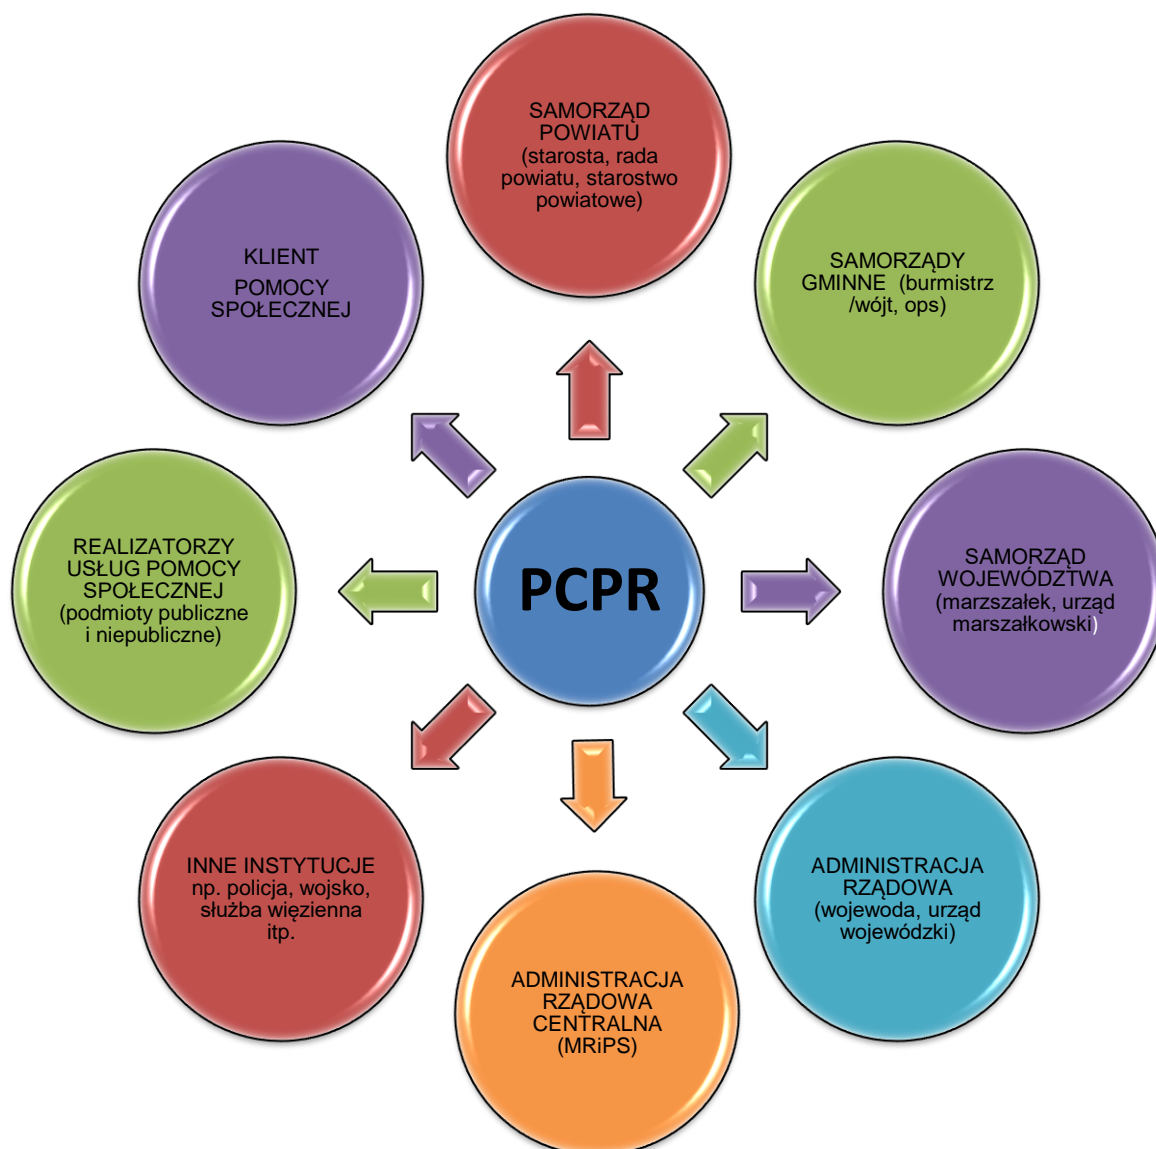 SAMORZĄD
POWIATU
(starosta, rada
powiatu, starostwo
powiatowe)
KLIENT
POMOCY
SPOŁECZNEJ
SAMORZĄDY
GMINNE (burmistrz
/wójt, ops)
REALIZATORZY
USŁUG POMOCY
SPOŁECZNEJ
(podmioty publiczne
i niepubliczne)
PCPR
SAMORZĄD
WOJEWÓDZTWA
(marzszałek, urząd
marszałkowski)
INNE INSTYTUCJE
np. policja, wojsko,
służba więzienna
itp.
ADMINISTRACJA
RZĄDOWA
(wojewoda, urząd
wojewódzki)
ADMINISTRACJA
RZĄDOWA
CENTRALNA
(MRiPS)